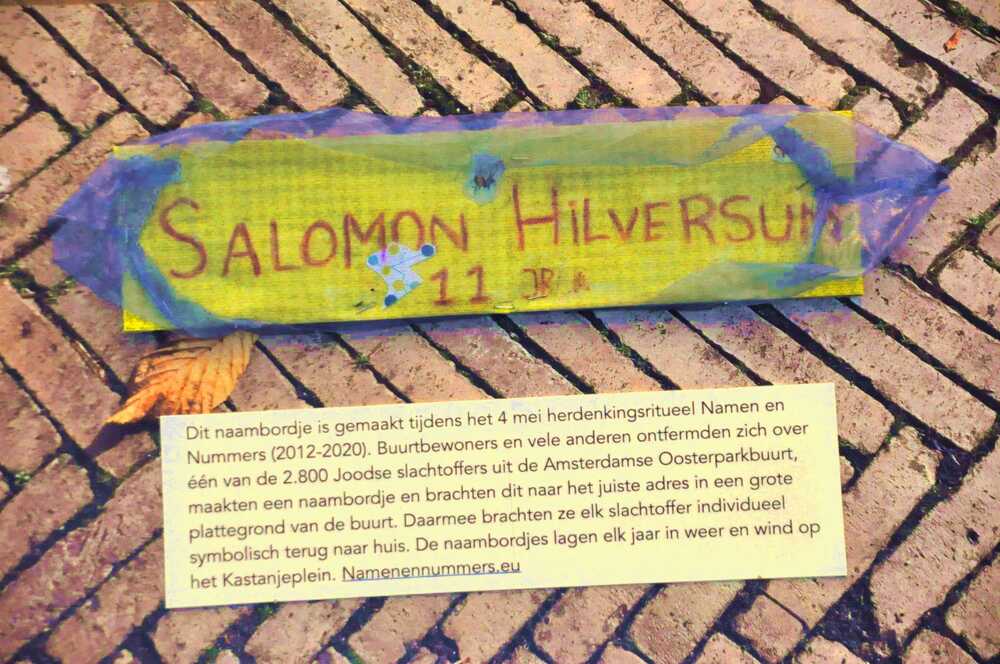 SALOMON HILVERSUM
11 JR
Dit naambordje is gemaakt tijdens het 4 mei herdenkingsritueel Namen en
Nummers (2012-2020). Buurtbewoners en vele anderen ontfermden zich over
één van de 2.800 Joodse slachtoffers uit de Amsterdamse Oosterparkbuurt,
maakten een naambordje en brachten dit naar het juiste adres in een grote
plattegrond van de buurt. Daarmee brachten ze elk slachtoffer individueel
symbolisch terug naar huis. De naambordjes lagen elk jaar in weer en wind op
het Kastanjeplein. Namenennummers.eu